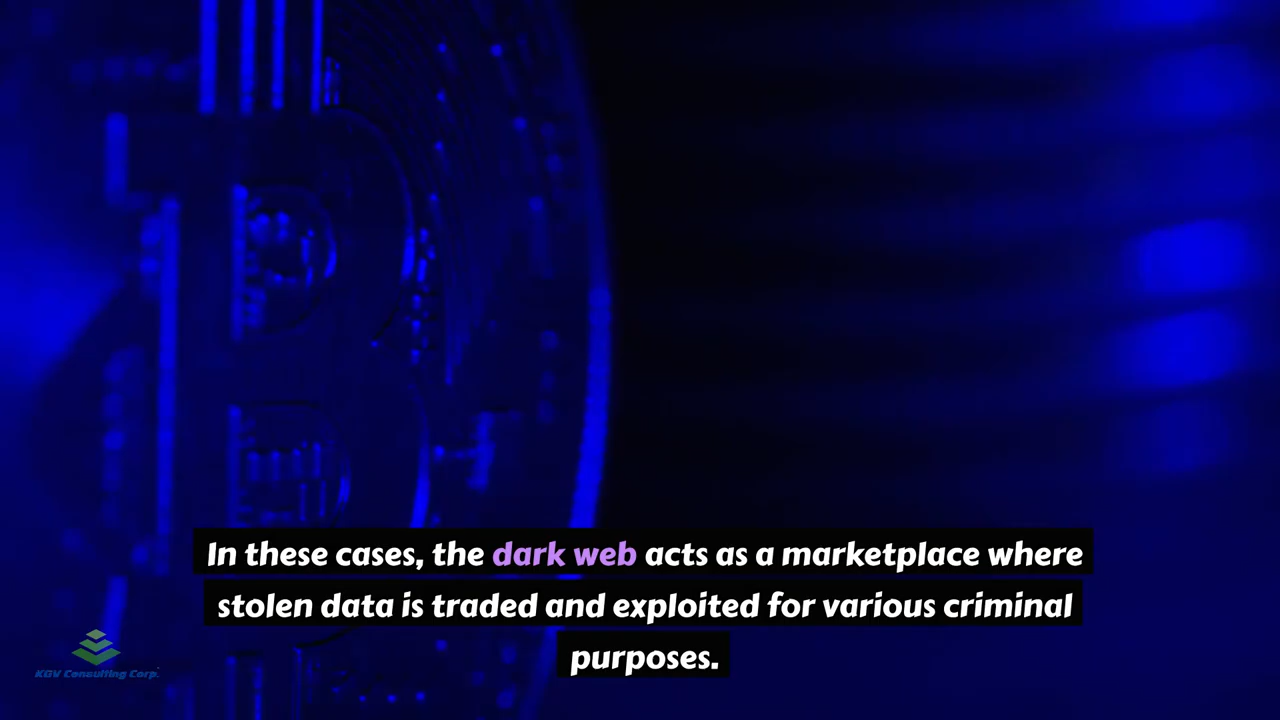 In these cases, the dark web acts as a marketplace where
stolen data is traded and exploited for various criminal
purposes.
KGV Consulting Corp.